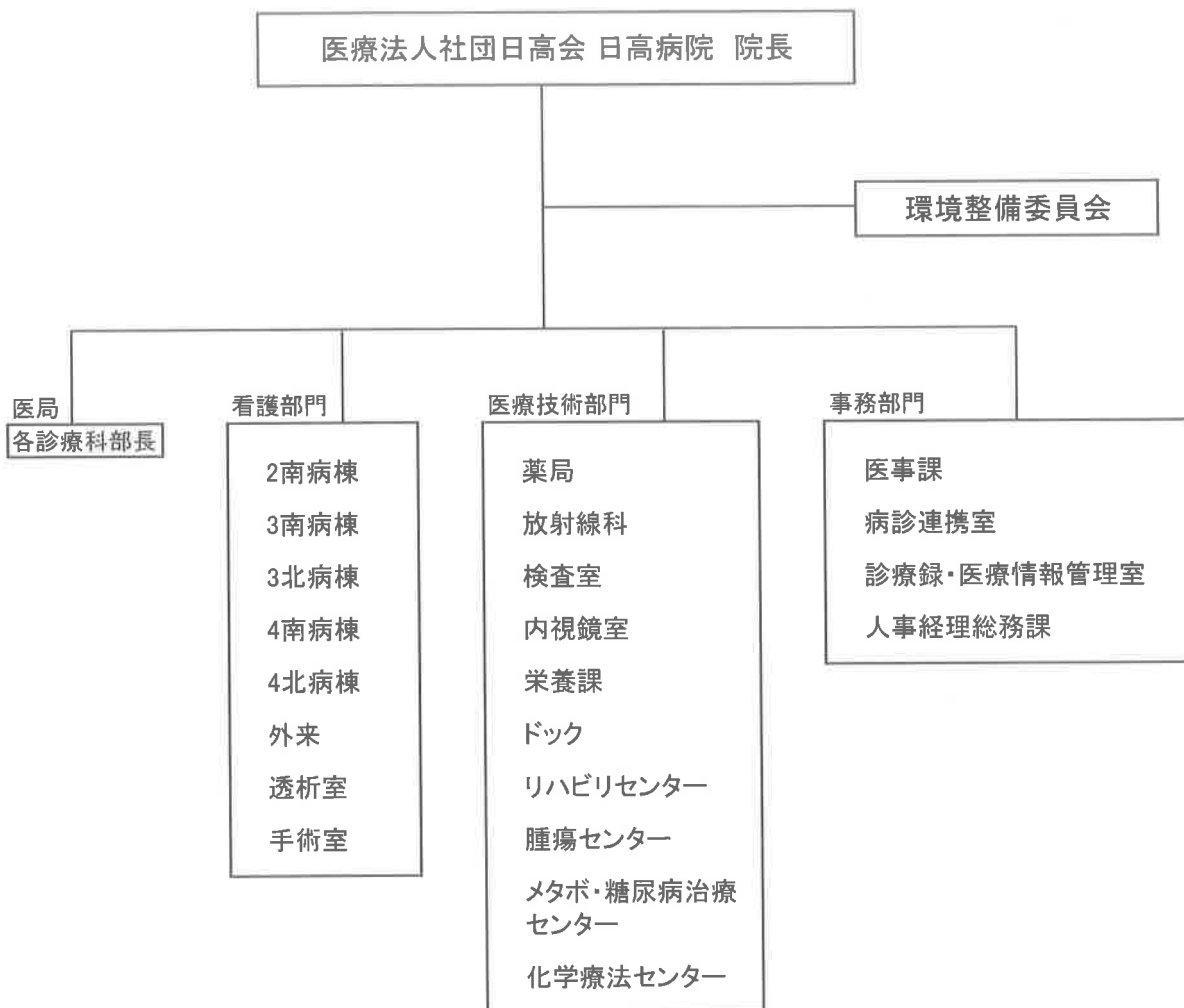 医療法人社団日高会 日高病院 院長
環境整備委員会
医局
各診療科部長
看護部門
2南病棟
3南病棟
3北病棟
4南病棟
4北病棟
外来
透析室
手術室
医療技術部門
薬局
放射線科
検査室
内視鏡室
栄養課
ドック
リハビリセンター
腫瘍センター
メタボ・糖尿病治療
センター
化学療法センター
事務部門
医事課
病診連携室
診療録・医療情報管理室
人事経理総務課